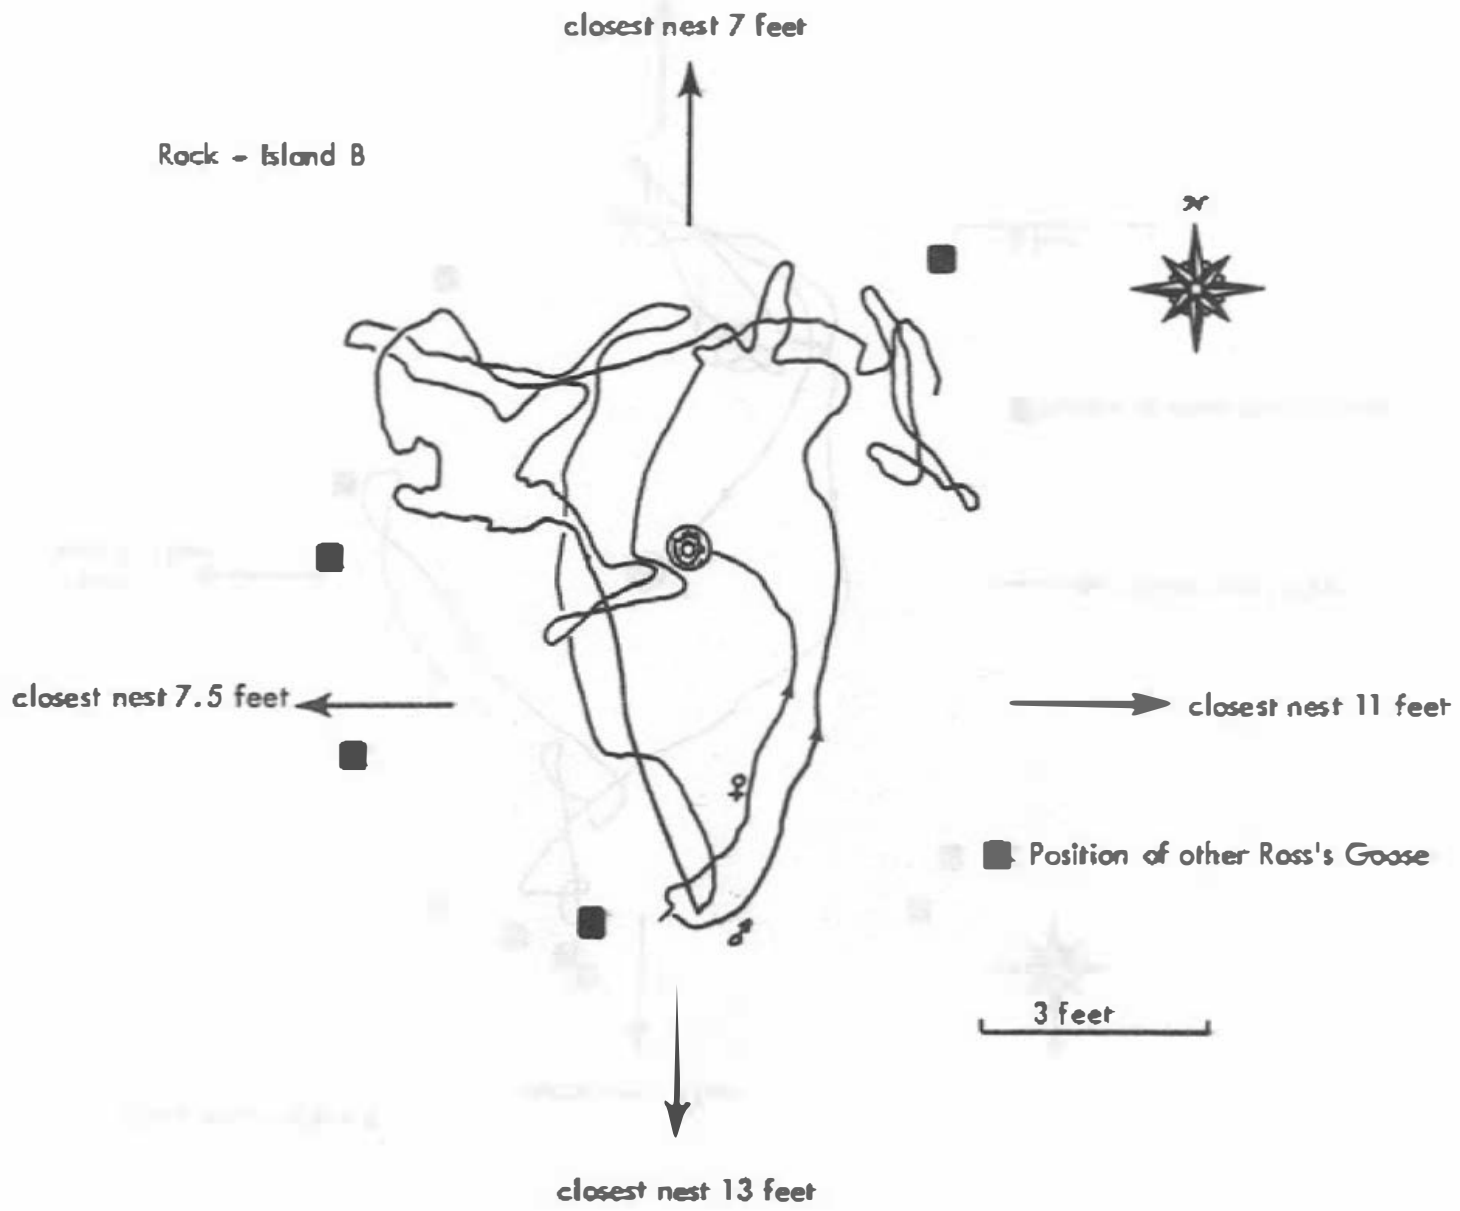 closest nest 7 feet
Rock - Island B
N
closest nest 7.5 feet
closest nest 11 feet
♀
■ Position of other Ross's Goose
♂
3 feet
closest nest 13 feet